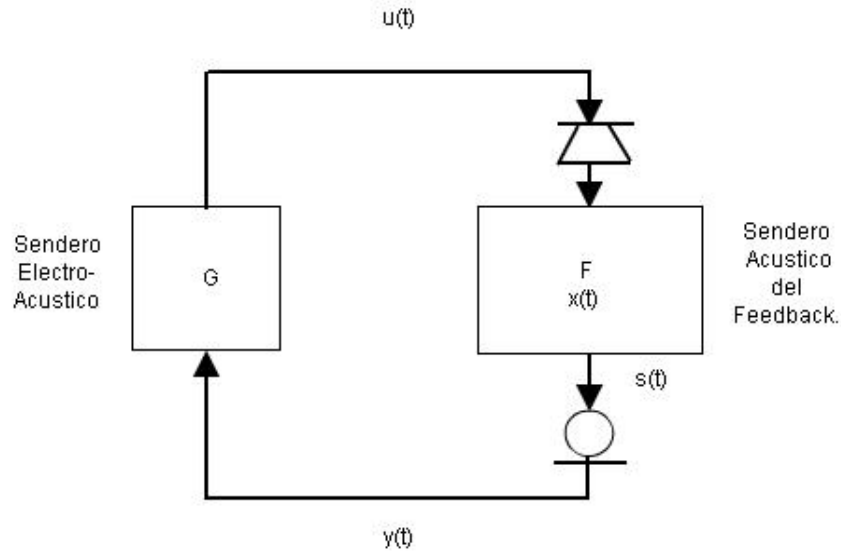 u(t)
Sendero
Electro-
Acustico
G
F
x(t)
Sendero
Acustico
del
Feedback.
s(t)
y(t)